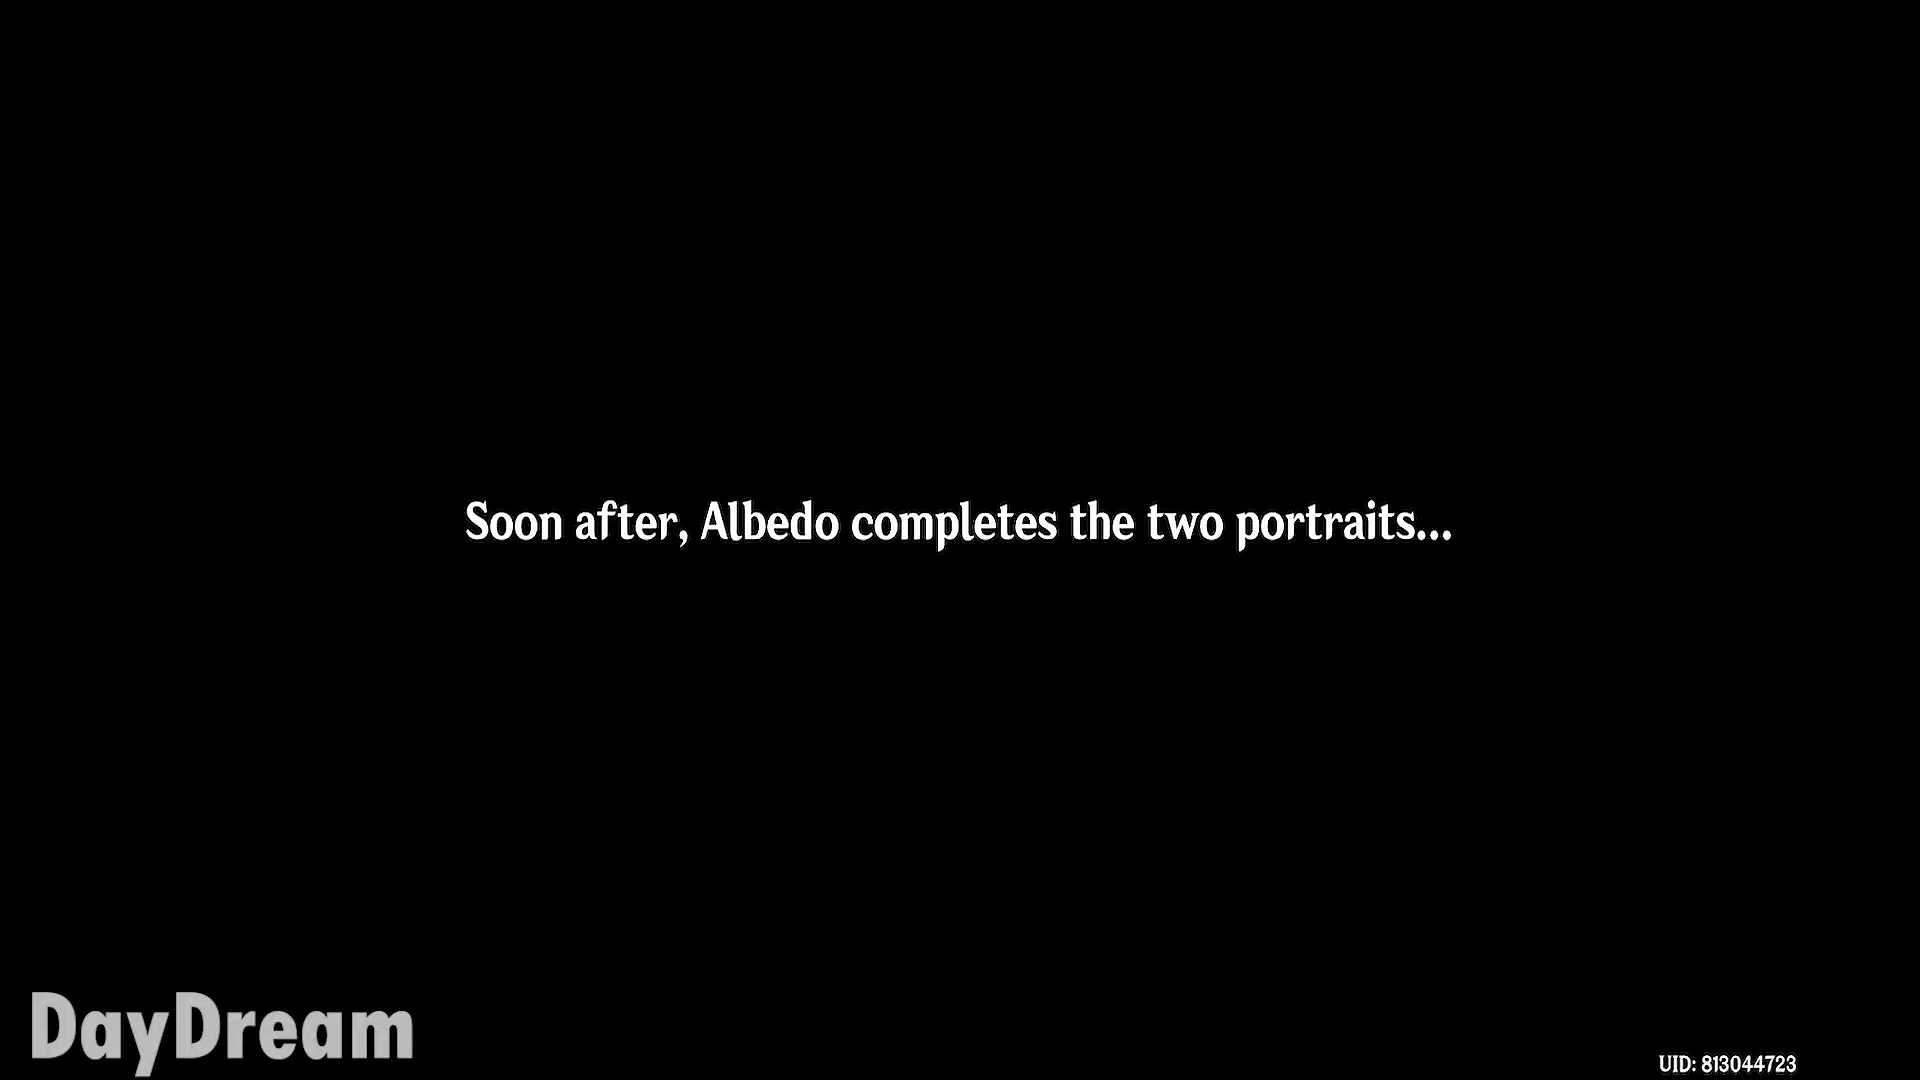 Soon after, Albedo completes the two portraits...
DayDream
UID: 813044723